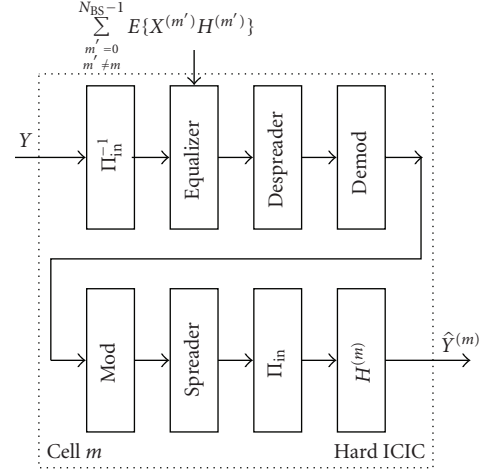 N_BS−1
∑ E{X^(m′) H^(m′)}
m′=0
m′≠m
Y
Π_in^−1
Equalizer
Despreader
Demod
Mod
Spreader
Π_in
H^(m)
Ŷ^(m)
Cell m
Hard ICIC